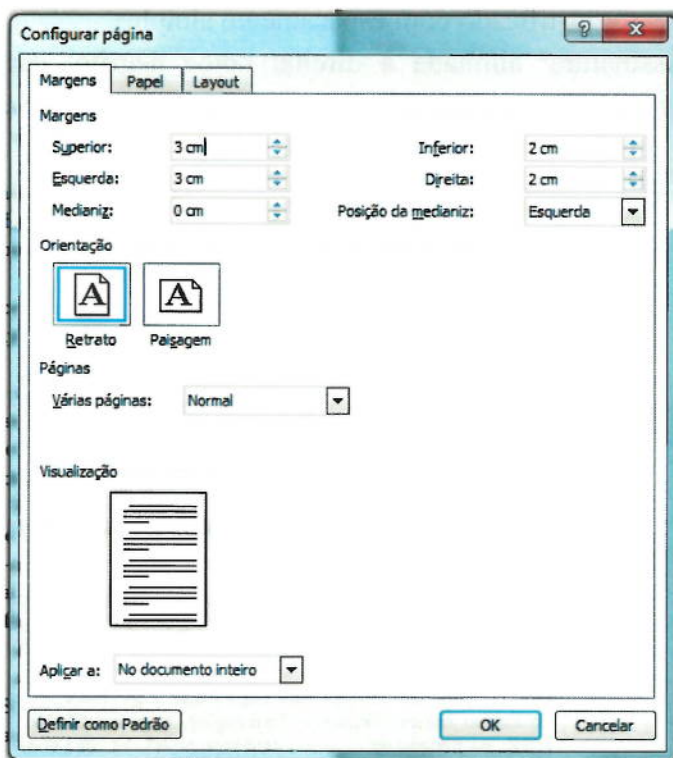 Configurar página
Margens Papel Layout
Margens
Superior: 3 cm Inferior: 2 cm
Esquerda: 3 cm Direita: 2 cm
Medianiz: 0 cm Posição da medianiz: Esquerda
Orientação
A A
Retrato Paisagem
Páginas
Várias páginas: Normal
Visualização
Aplicar a: No documento inteiro
Definir como Padrão OK Cancelar